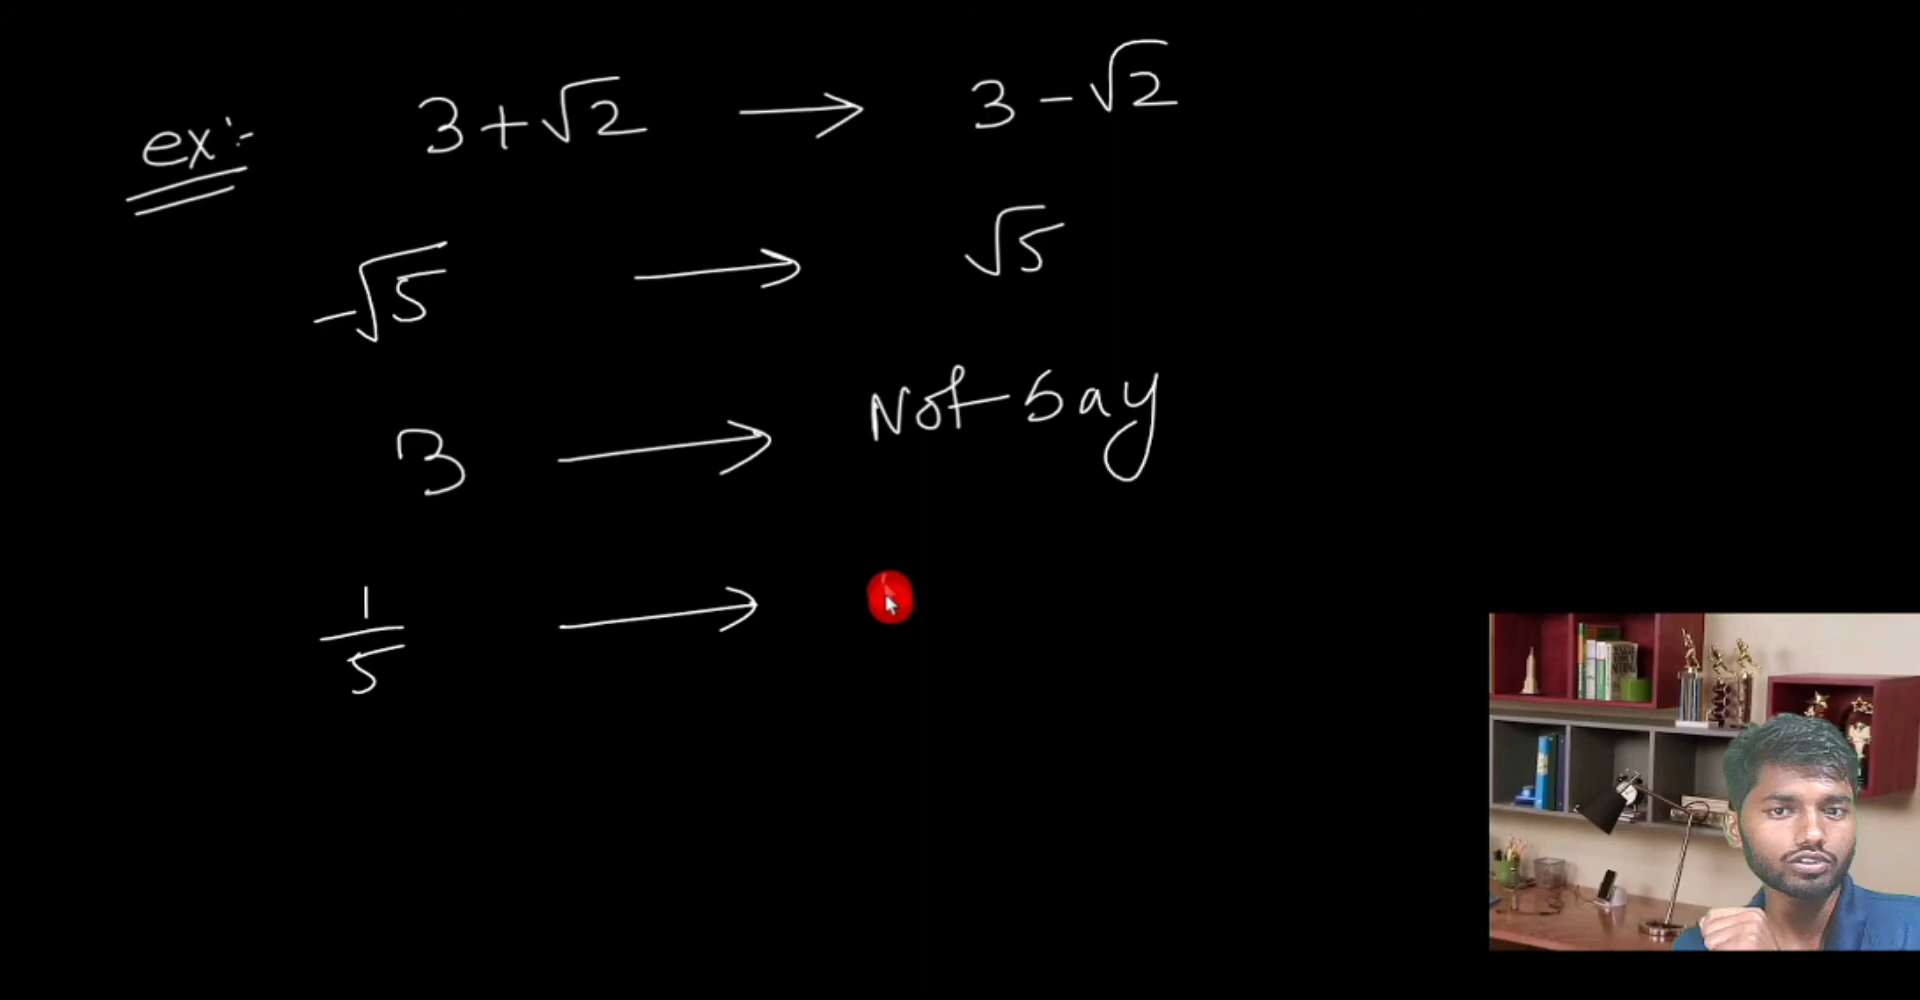 ex:- 3+√2 → 3-√2
-√5 → √5
3 → Not say
1/5 →